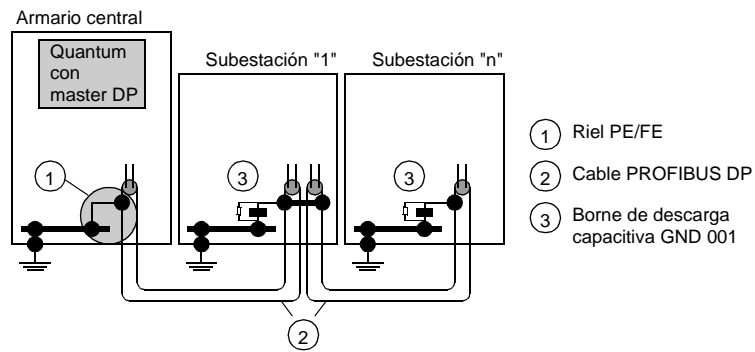 Armario central
Quantum
con
master DP
Subestación "1"
Subestación "n"
1
3
3
2
1 Riel PE/FE
2 Cable PROFIBUS DP
3 Borne de descarga
capacitiva GND 001